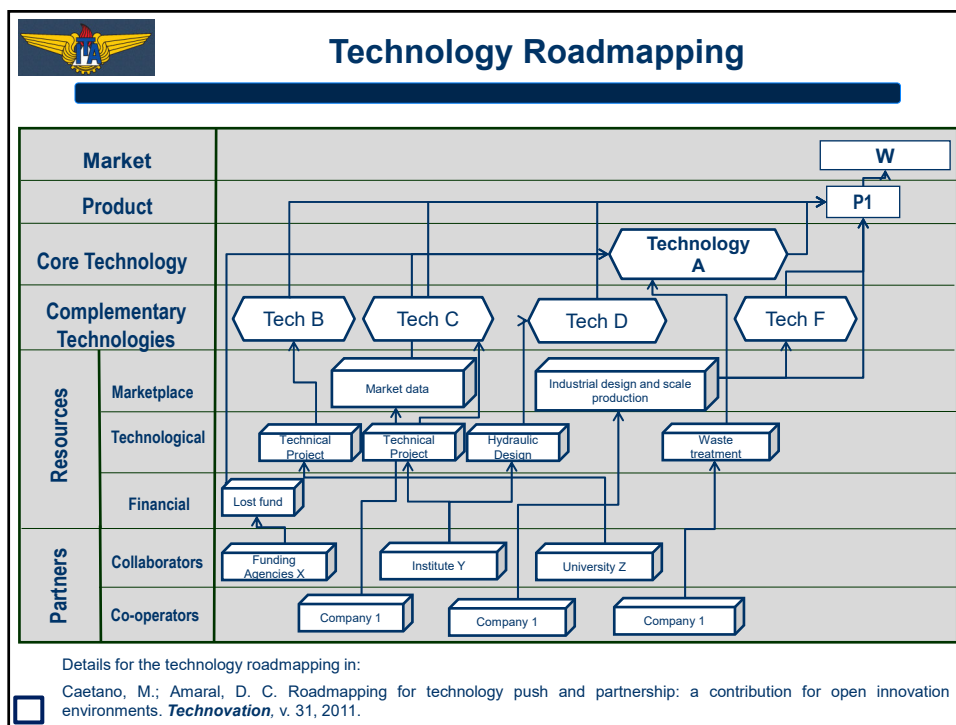 ITA
Technology Roadmapping
Market
W
Product
P1
Core Technology
Technology
A
Complementary
Technologies
Tech B
Tech C
Tech D
Tech F
Resources
Marketplace
Market data
Industrial design and scale
production
Technological
Technical
Project
Technical
Project
Hydraulic
Design
Waste
treatment
Financial
Lost fund
Partners
Collaborators
Funding
Agencies X
Institute Y
University Z
Co-operators
Company 1
Company 1
Company 1
Details for the technology roadmapping in:
Caetano, M.; Amaral, D. C. Roadmapping for technology push and partnership: a contribution for open innovation
environments. Technovation, v. 31, 2011.